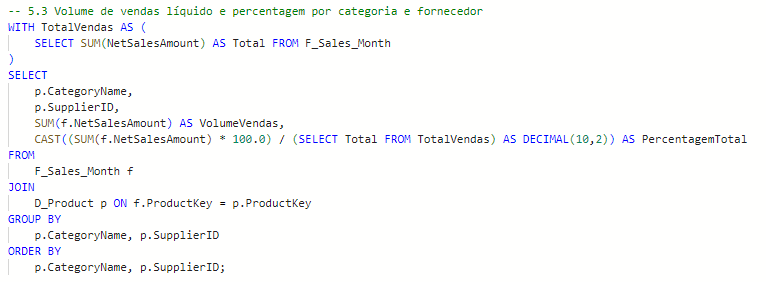 -- 5.3 Volume de vendas líquido e percentagem por categoria e fornecedor
WITH TotalVendas AS (
    SELECT SUM(NetSalesAmount) AS Total FROM F_Sales_Month
)
SELECT
    p.CategoryName,
    p.SupplierID,
    SUM(f.NetSalesAmount) AS VolumeVendas,
    CAST((SUM(f.NetSalesAmount) * 100.0) / (SELECT Total FROM TotalVendas) AS DECIMAL(10,2)) AS PercentagemTotal
FROM
    F_Sales_Month f
JOIN
    D_Product p ON f.ProductKey = p.ProductKey
GROUP BY
    p.CategoryName, p.SupplierID
ORDER BY
    p.CategoryName, p.SupplierID;